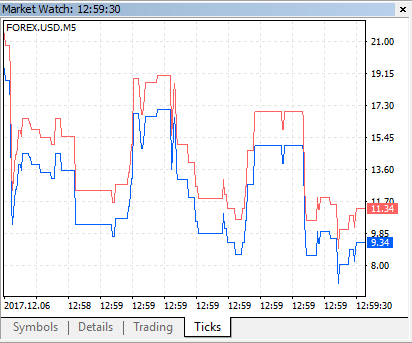 Market Watch: 12:59:30
FOREX.USD.M5
21.00
19.15
17.30
15.45
13.60
11.70
11.34
9.85
9.34
8.00
2017.12.06 12:58 12:59 12:59 12:59 12:59 12:59 12:59 12:59 12:59:30
Symbols Details Trading Ticks